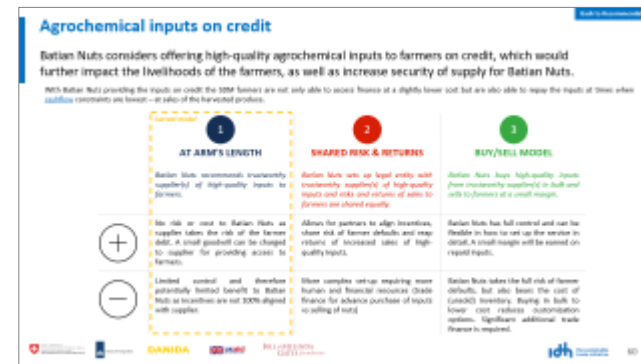 Back to Recommendations
Agrochemical inputs on credit
Batian Nuts considers offering high-quality agrochemical inputs to farmers on credit, which would
further impact the livelihoods of the farmers, as well as increase security of supply for Batian Nuts.
With Batian Nuts providing the inputs on credit the farmers are not only able to access finance at a slightly lower cost but are also able to repay the inputs at times when
cashflow constraints are lowest – at sales of the harvested produce.
Current model
1
2
3
AT ARM'S LENGTH
SHARED RISK & RETURNS
BUY/SELL MODEL
Batian Nuts recommends trustworthy
supplier(s) of high-quality inputs to
farmers.
Batian Nuts sets up legal entity with
trustworthy supplier(s) of high-quality
inputs and risks and returns of sales to
farmers are shared equally.
Batian Nuts buys high-quality inputs
from trustworthy supplier(s) in bulk and
sells to farmers at a small margin.
No risk or cost to Batian Nuts as
supplier takes the risk of the farmer
debt. A small goodwill can be charged
to supplier for providing access to
farmers.
Allows for partners to align incentives,
share risk of farmer defaults and reap
returns of increased sales of high-
quality inputs.
Batian Nuts has full control and can be
flexible in how to set up the service in
detail. A small margin will be earned on
repaid inputs.
Limited control and therefore
potentially limited benefit to Batian
Nuts as incentives are not 100% aligned
with supplier.
More complex set-up requiring more
human and financial resources (trade
finance for advance purchase of inputs
vs selling of nuts)
Batian Nuts takes the full risk of farmer
defaults, but also bears the cost of
(unsold) inventory. Buying in bulk to
lower cost reduces customization
options. Significant additional trade
finance is required.
DANIDA
ukaid
BILL & MELINDA
GATES foundation
idh
60